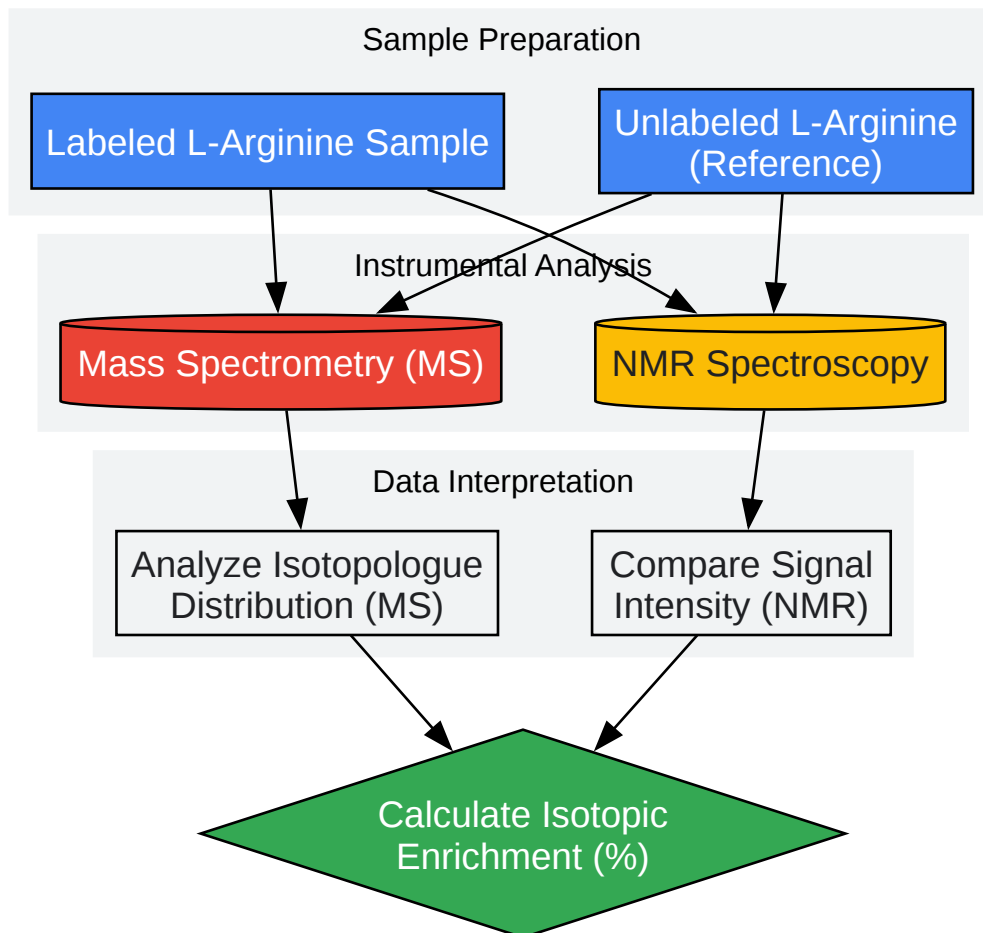 Sample Preparation
Labeled L-Arginine Sample
Unlabeled L-Arginine
(Reference)
Instrumental Analysis
Mass Spectrometry (MS)
NMR Spectroscopy
Data Interpretation
Analyze Isotopologue
Distribution (MS)
Compare Signal
Intensity (NMR)
Calculate Isotopic
Enrichment (%)